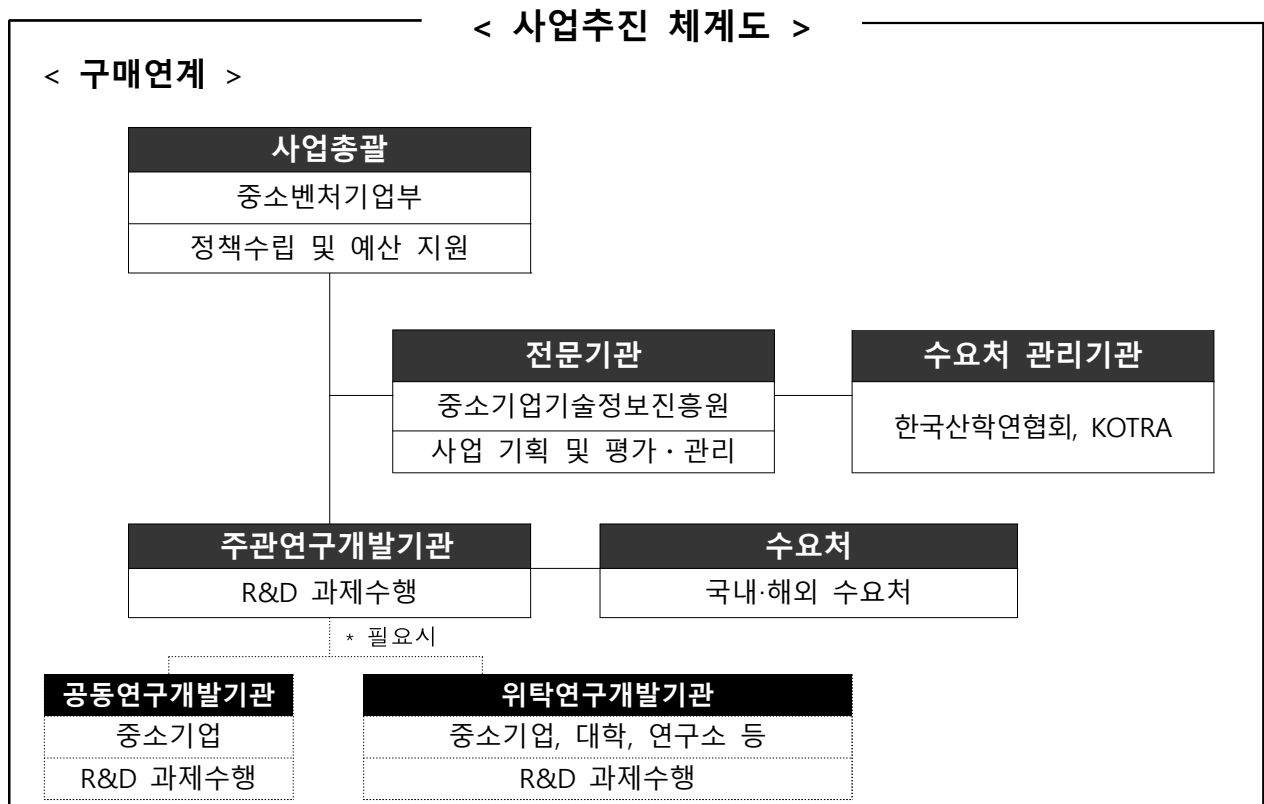 < 사업추진 체계도 >
< 구매연계 >
사업총괄
중소벤처기업부
정책수립 및 예산 지원
전문기관
중소기업기술정보진흥원
사업 기획 및 평가·관리
수요처 관리기관
한국산학연협회, KOTRA
주관연구개발기관
R&D 과제수행
수요처
국내·해외 수요처
* 필요시
공동연구개발기관
중소기업
R&D 과제수행
위탁연구개발기관
중소기업, 대학, 연구소 등
R&D 과제수행